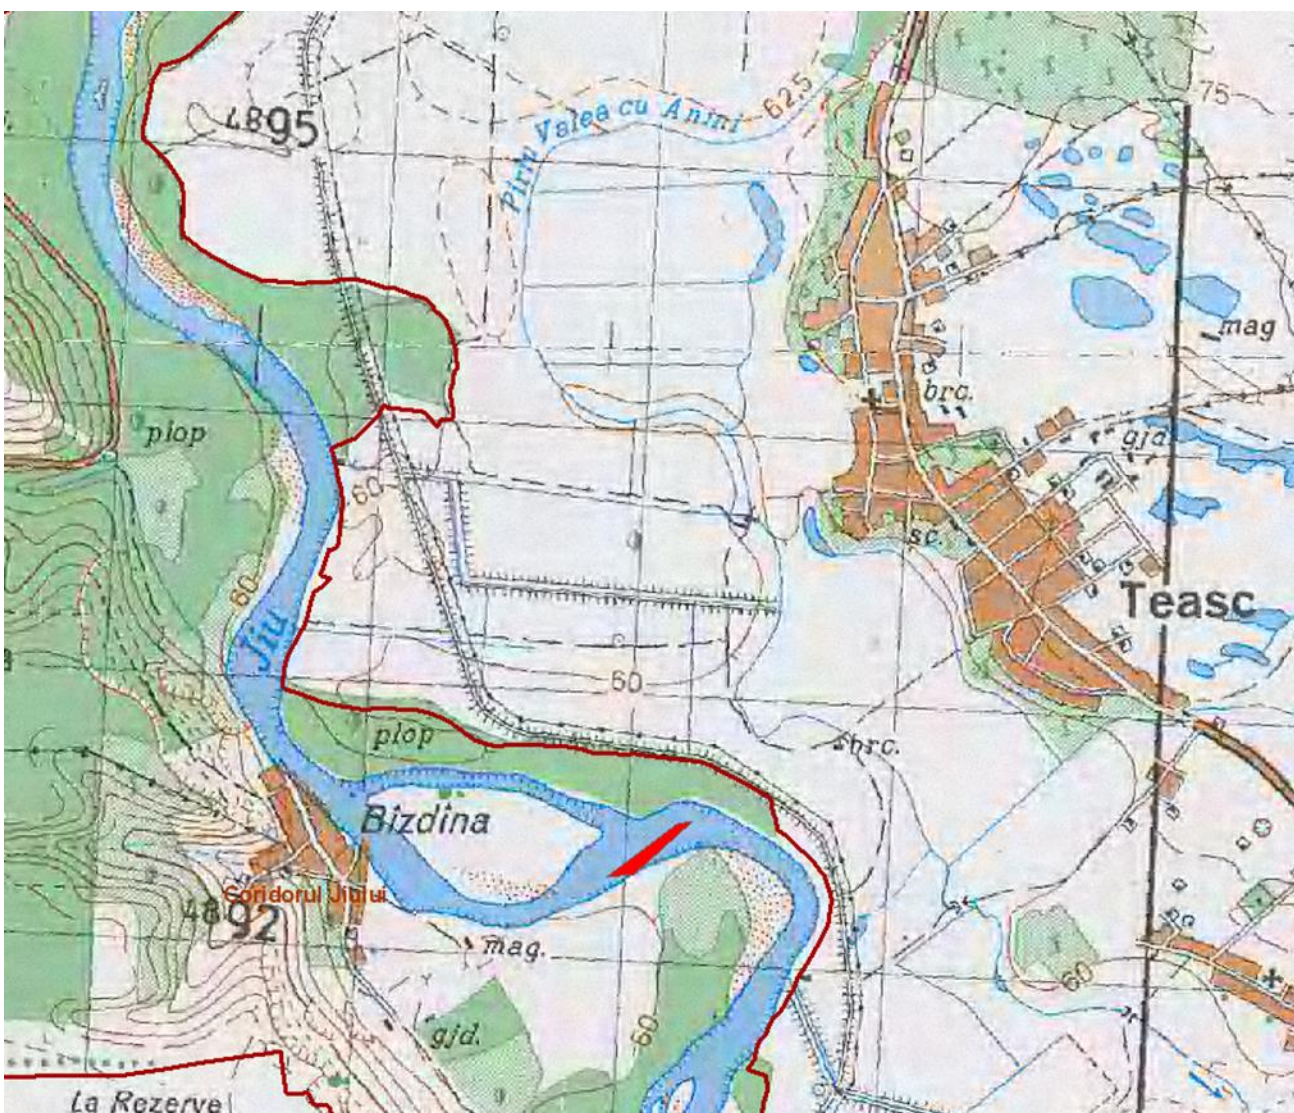 75
62,5
Pîrîu Valea cu Anini
4895
mag
brc.
plop
gjd
60
sc.
60
Teasc
Jiu
60
plop
brc.
Bizdîna
Coridorul Jiului
4892
mag.
60
gjd.
60
La Rezerve